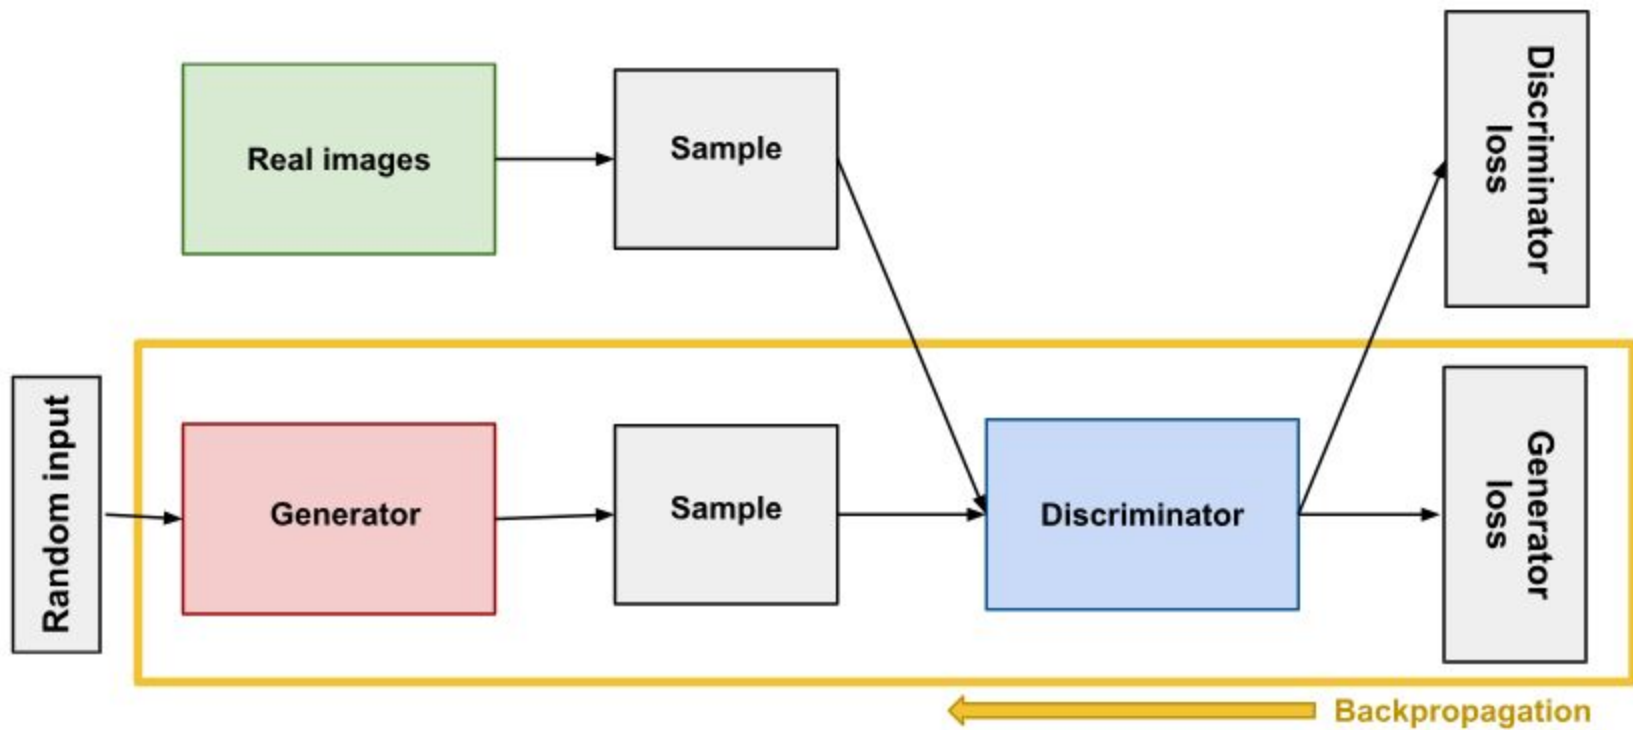 Real images
Sample
Discriminator
loss
Random input
Generator
Sample
Discriminator
Generator
loss
Backpropagation